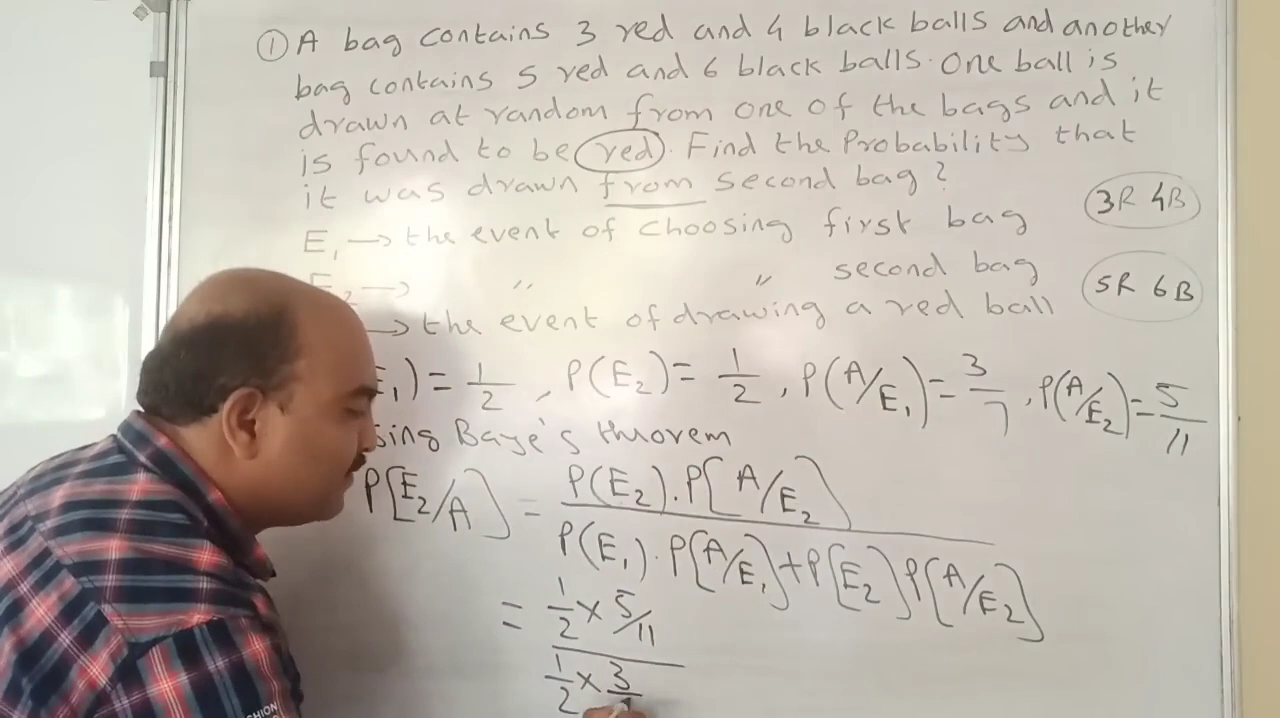 ① A bag contains 3 red and 4 black balls and another
bag contains 5 red and 6 black balls. One ball is
drawn at random from one of the bags and it
is found to be red. Find the Probability that
it was drawn from second bag?
3R 4B
E₁ → the event of choosing first bag
E₂ → " " second bag
5R 6B
→ the event of drawing a red ball
E₁) = 1/2, P(E₂) = 1/2, P(A/E₁) = 3/7, P(A/E₂) = 5/11
sing Baye's theorem
P[E₂/A] = P(E₂).P[A/E₂]
P(E₁).P[A/E₁]+P[E₂]P[A/E₂]
= 1/2 × 5/11
1/2 × 3